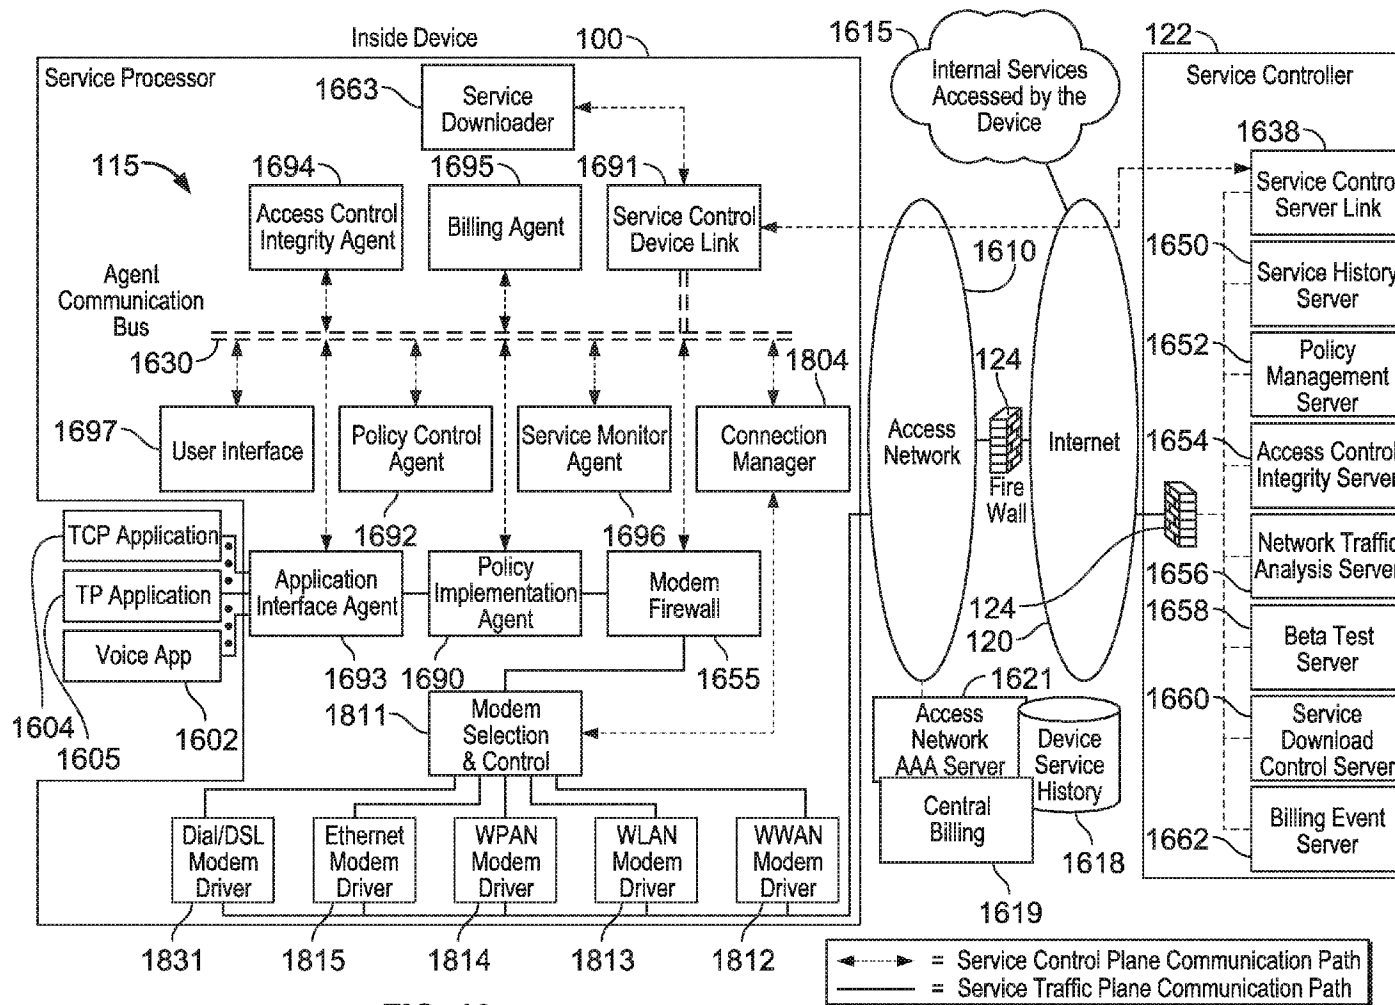 Inside Device
100
Service Processor
1663
Service
Downloader
115
1694
Access Control
Integrity Agent
1695
Billing Agent
1691
Service Control
Device Link
Agent
Communication
Bus
1630
1697
User Interface
Policy Control
Agent
1692
Service Monitor
Agent
1696
1804
Connection
Manager
TCP Application
TP Application
Voice App
1604
1605
1602
Application
Interface Agent
1693
Policy
Implementation
Agent
1690
Modem
Firewall
1655
1811
Modem
Selection
& Control
Dial/DSL
Modem
Driver
1831
Ethernet
Modem
Driver
1815
WPAN
Modem
Driver
1814
WLAN
Modem
Driver
1813
WWAN
Modem
Driver
1812
1615
Internal Services
Accessed by the
Device
1610
Access
Network
124
Fire
Wall
Internet
120
124
1621
Access
Network
AAA Server
Device
Service
History
1618
Central
Billing
1619
122
Service Controller
1638
Service Control
Server Link
1650
Service History
Server
1652
Policy
Management
Server
1654
Access Control
Integrity Server
1656
Network Traffic
Analysis Server
1658
Beta Test
Server
1660
Service
Download
Control Server
1662
Billing Event
Server
= Service Control Plane Communication Path
= Service Traffic Plane Communication Path